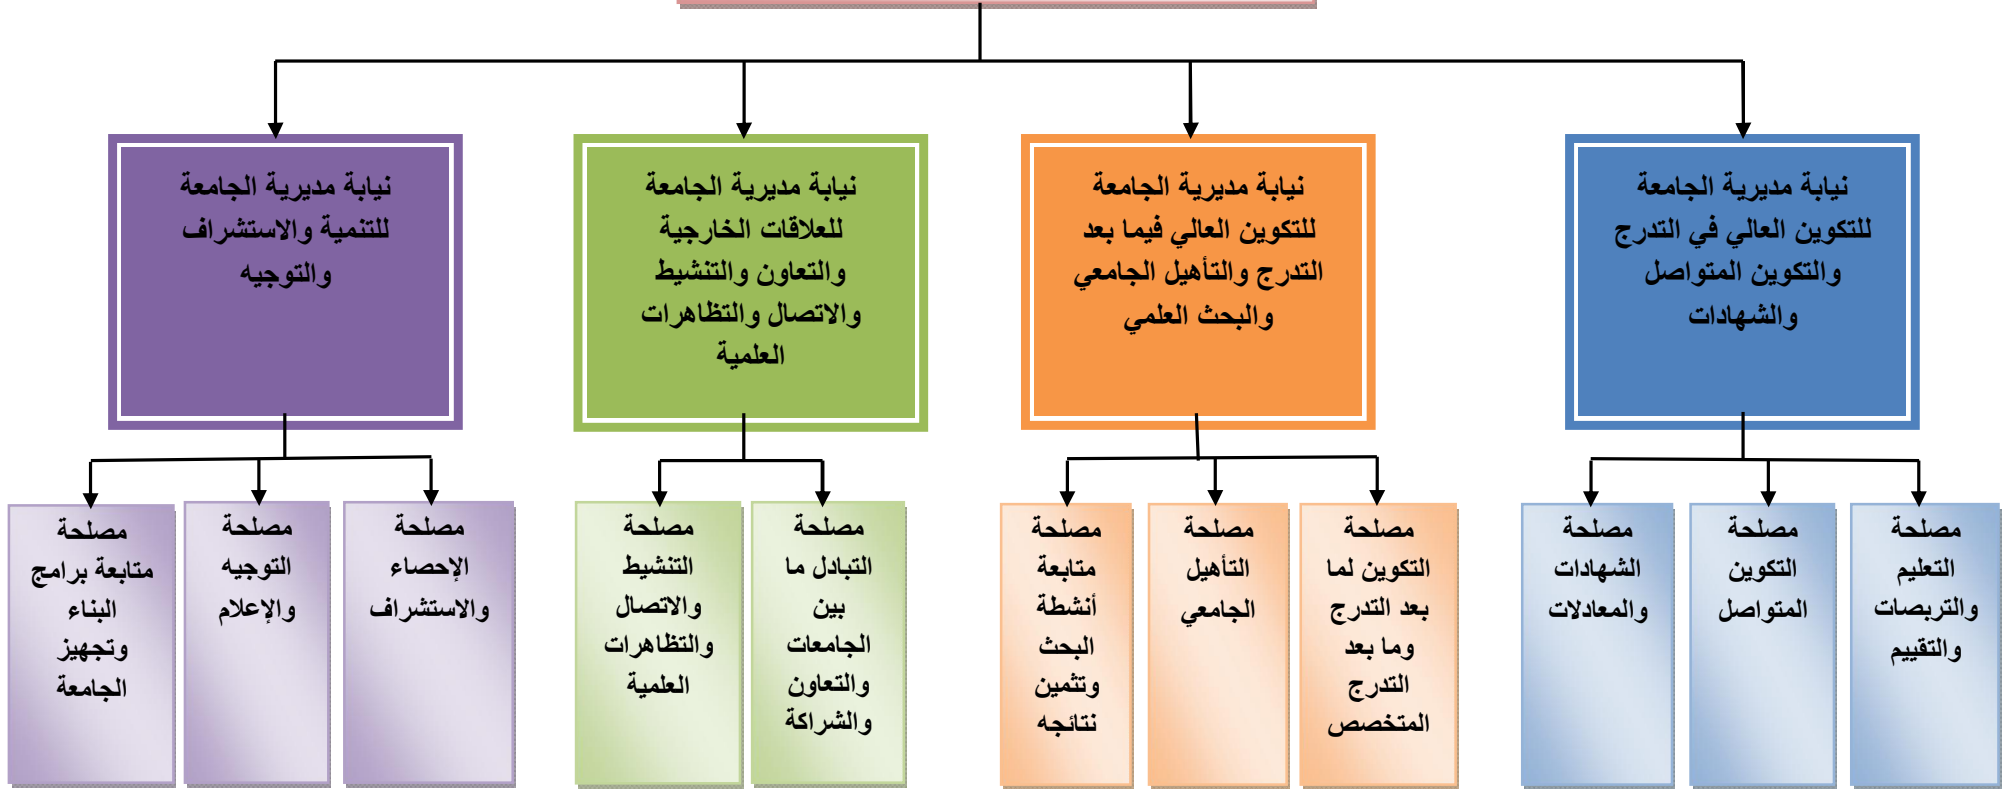 نيابة مديرية الجامعة
للتكوين العالي في التدرج
والتكوين المتواصل
والشهادات
نيابة مديرية الجامعة
للتكوين العالي فيما بعد
التدرج والتأهيل الجامعي
والبحث العلمي
نيابة مديرية الجامعة
للعلاقات الخارجية
والتعاون والتنشيط
والاتصال والتظاهرات
العلمية
نيابة مديرية الجامعة
للتنمية والاستشراف
والتوجيه
مصلحة
التعليم
والتربصات
والتقييم
مصلحة
التكوين
المتواصل
مصلحة
الشهادات
والمعادلات
مصلحة
التكوين لما
بعد التدرج
وما بعد
التدرج
المتخصص
مصلحة
التأهيل
الجامعي
مصلحة
متابعة
أنشطة
البحث
وتثمين
نتائجه
مصلحة
التبادل ما
بين
الجامعات
والتعاون
والشراكة
مصلحة
التنشيط
والاتصال
والتظاهرات
العلمية
مصلحة
الإحصاء
والاستشراف
مصلحة
التوجيه
والإعلام
مصلحة
متابعة برامج
البناء
وتجهيز
الجامعة